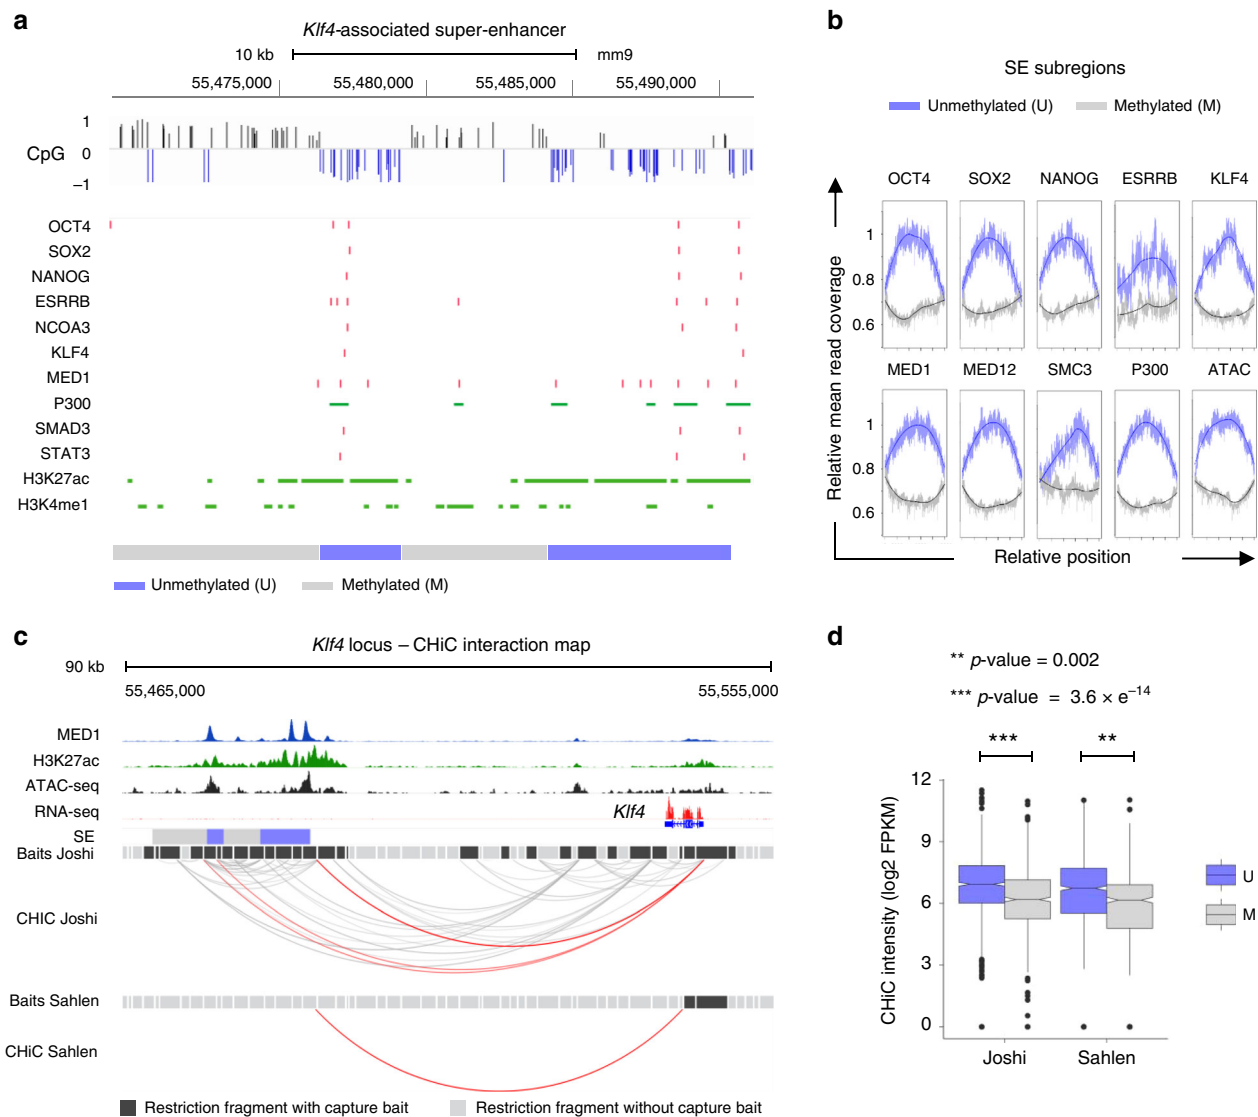 a
Klf4-associated super-enhancer
10 kb
mm9
55,475,000
55,480,000
55,485,000
55,490,000
CpG
1
0
–1
OCT4
SOX2
NANOG
ESRRB
NCOA3
KLF4
MED1
P300
SMAD3
STAT3
H3K27ac
H3K4me1
Unmethylated (U)
Methylated (M)
b
SE subregions
Unmethylated (U)
Methylated (M)
OCT4 SOX2 NANOG ESRRB KLF4
1
0.8
0.6
MED1 MED12 SMC3 P300 ATAC
1
0.8
0.6
Relative mean read coverage
Relative position
c
Klf4 locus – CHiC interaction map
90 kb
55,465,000
55,555,000
MED1
H3K27ac
ATAC-seq
RNA-seq
Klf4
SE
Baits Joshi
CHIC Joshi
Baits Sahlen
CHiC Sahlen
Restriction fragment with capture bait
Restriction fragment without capture bait
d
** p-value = 0.002
*** p-value = 3.6 × e–14
***
**
CHiC intensity (log2 FPKM)
12
9
6
3
0
Joshi
Sahlen
U
M